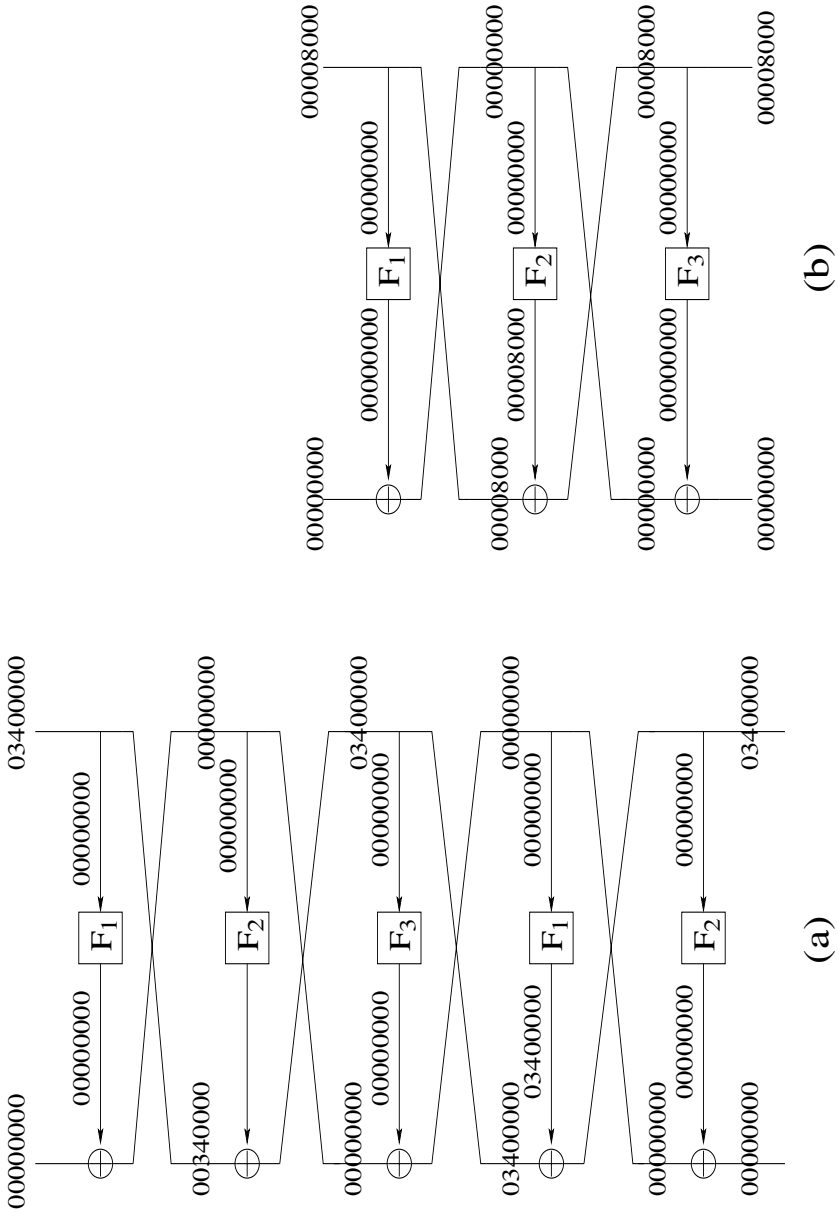 00000000 03400000
00000000 F1 00000000
00340000 00000000
F2 00000000
00000000 03400000
00000000 F3 00000000
03400000 00000000
03400000 F1 00000000
00000000
00000000 F2 00000000
00000000 03400000
(a)
00000000 00008000
00000000 F1 00000000
00008000 00000000
00008000 F2 00000000
00000000 00008000
00000000 F3 00000000
00000000 00008000
(b)